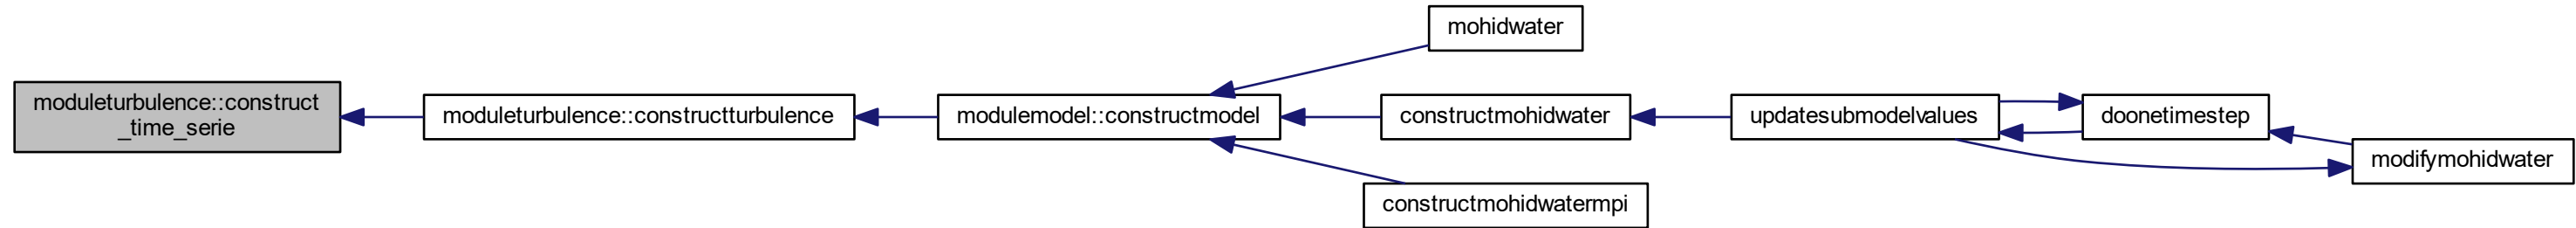 mohidwater
moduleturbulence::construct
_time_serie
moduleturbulence::constructturbulence
modulemodel::constructmodel
constructmohidwater
updatesubmodelvalues
doonetimestep
modifymohidwater
constructmohidwatermpi